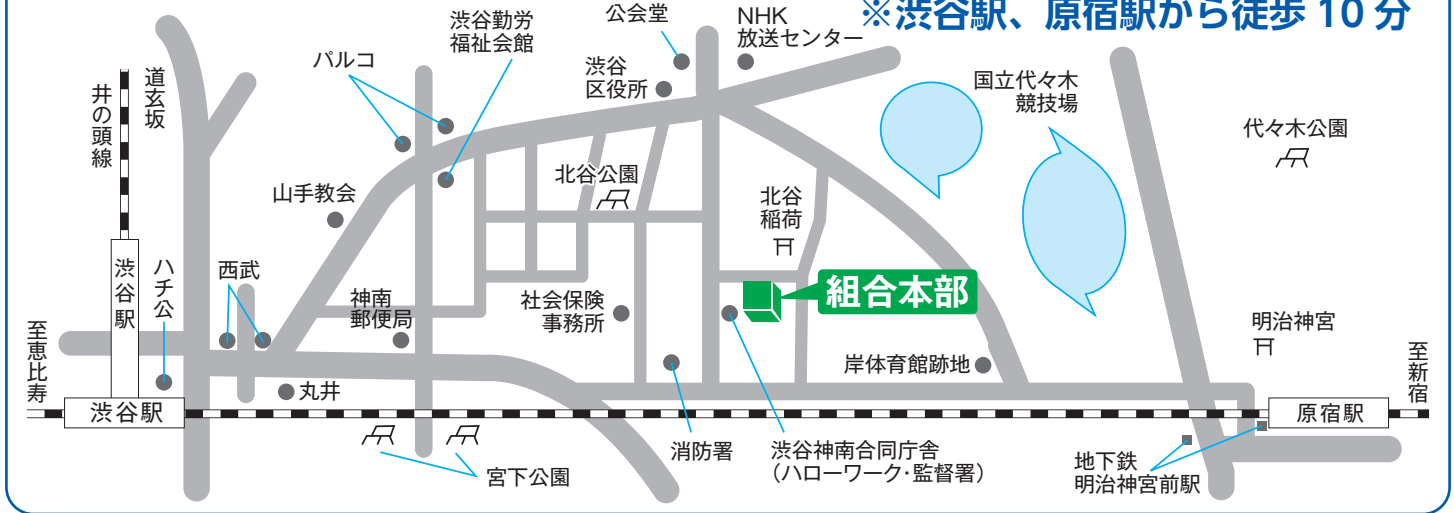 ※渋谷駅、原宿駅から徒歩 10 分
公会堂
NHK
放送センター
渋谷勤労
福祉会館
パルコ
渋谷
区役所
国立代々木
競技場
代々木公園
道玄坂
井の頭線
山手教会
北谷公園
北谷
稲荷
渋谷駅
ハチ公
西武
神南
郵便局
社会保険
事務所
組合本部
明治神宮
至恵比寿
岸体育館跡地
至新宿
丸井
渋谷駅
原宿駅
宮下公園
消防署
渋谷神南合同庁舎
（ハローワーク・監督署）
地下鉄
明治神宮前駅